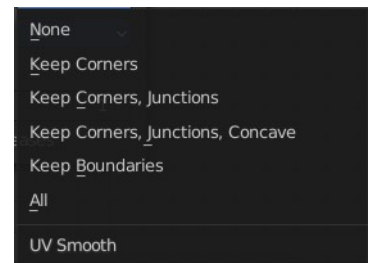 None
Keep Corners
Keep Corners, Junctions
Keep Corners, Junctions, Concave
Keep Boundaries
All
UV Smooth